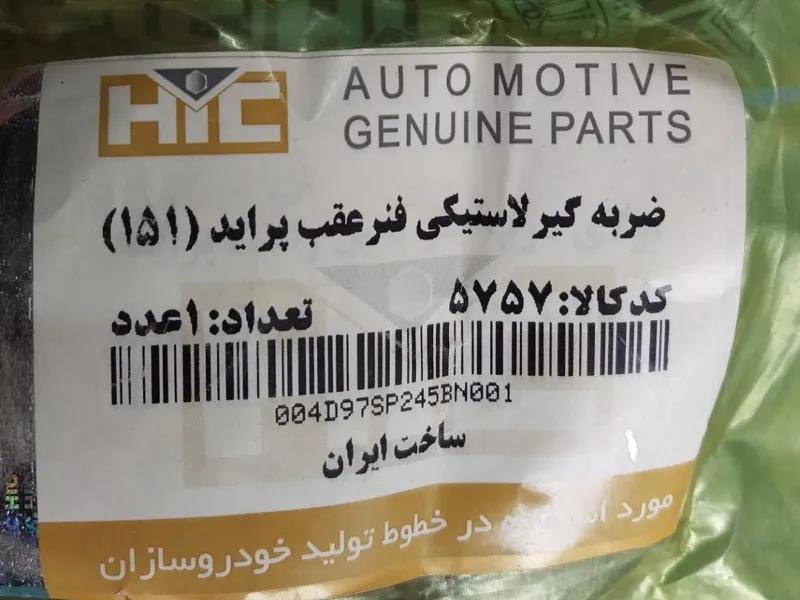 HIC
AUTO MOTIVE
GENUINE PARTS
ضربه گیر لاستیکی فنر عقب پراید (۱۵۱)
کد کالا: ۵۷۵۷
تعداد: ۱عدد
004D97SP245BN001
ساخت ایران
مورد در خطوط تولید خودروسازان